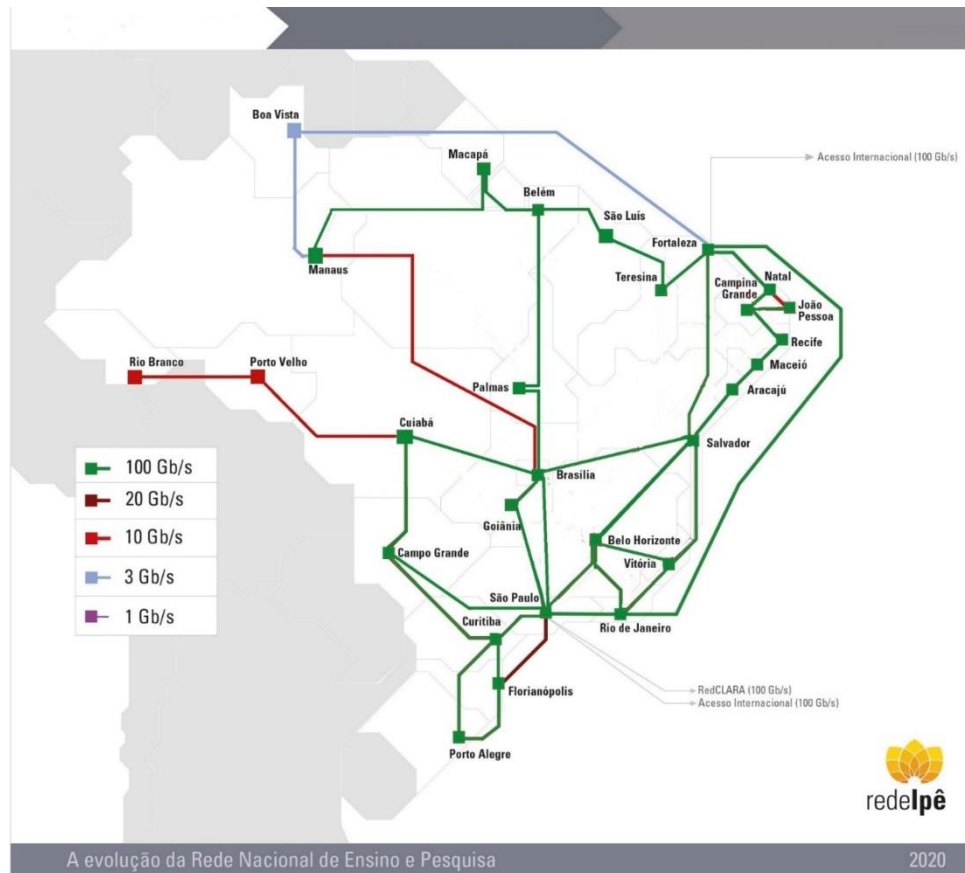 Boa Vista
Macapá
Acesso Internacional (100 Gb/s)
Belém
São Luís
Fortaleza
Manaus
Teresina
Campina
Grande
Natal
João
Pessoa
Recife
Rio Branco
Porto Velho
Maceió
Palmas
Aracajú
Cuiabá
Salvador
Brasília
100 Gb/s
20 Gb/s
10 Gb/s
3 Gb/s
1 Gb/s
Goiânia
Belo Horizonte
Campo Grande
Vitória
São Paulo
Curitiba
Rio de Janeiro
Florianópolis
RedCLARA (100 Gb/s)
Acesso Internacional (100 Gb/s)
Porto Alegre
redeIpê
A evolução da Rede Nacional de Ensino e Pesquisa
2020